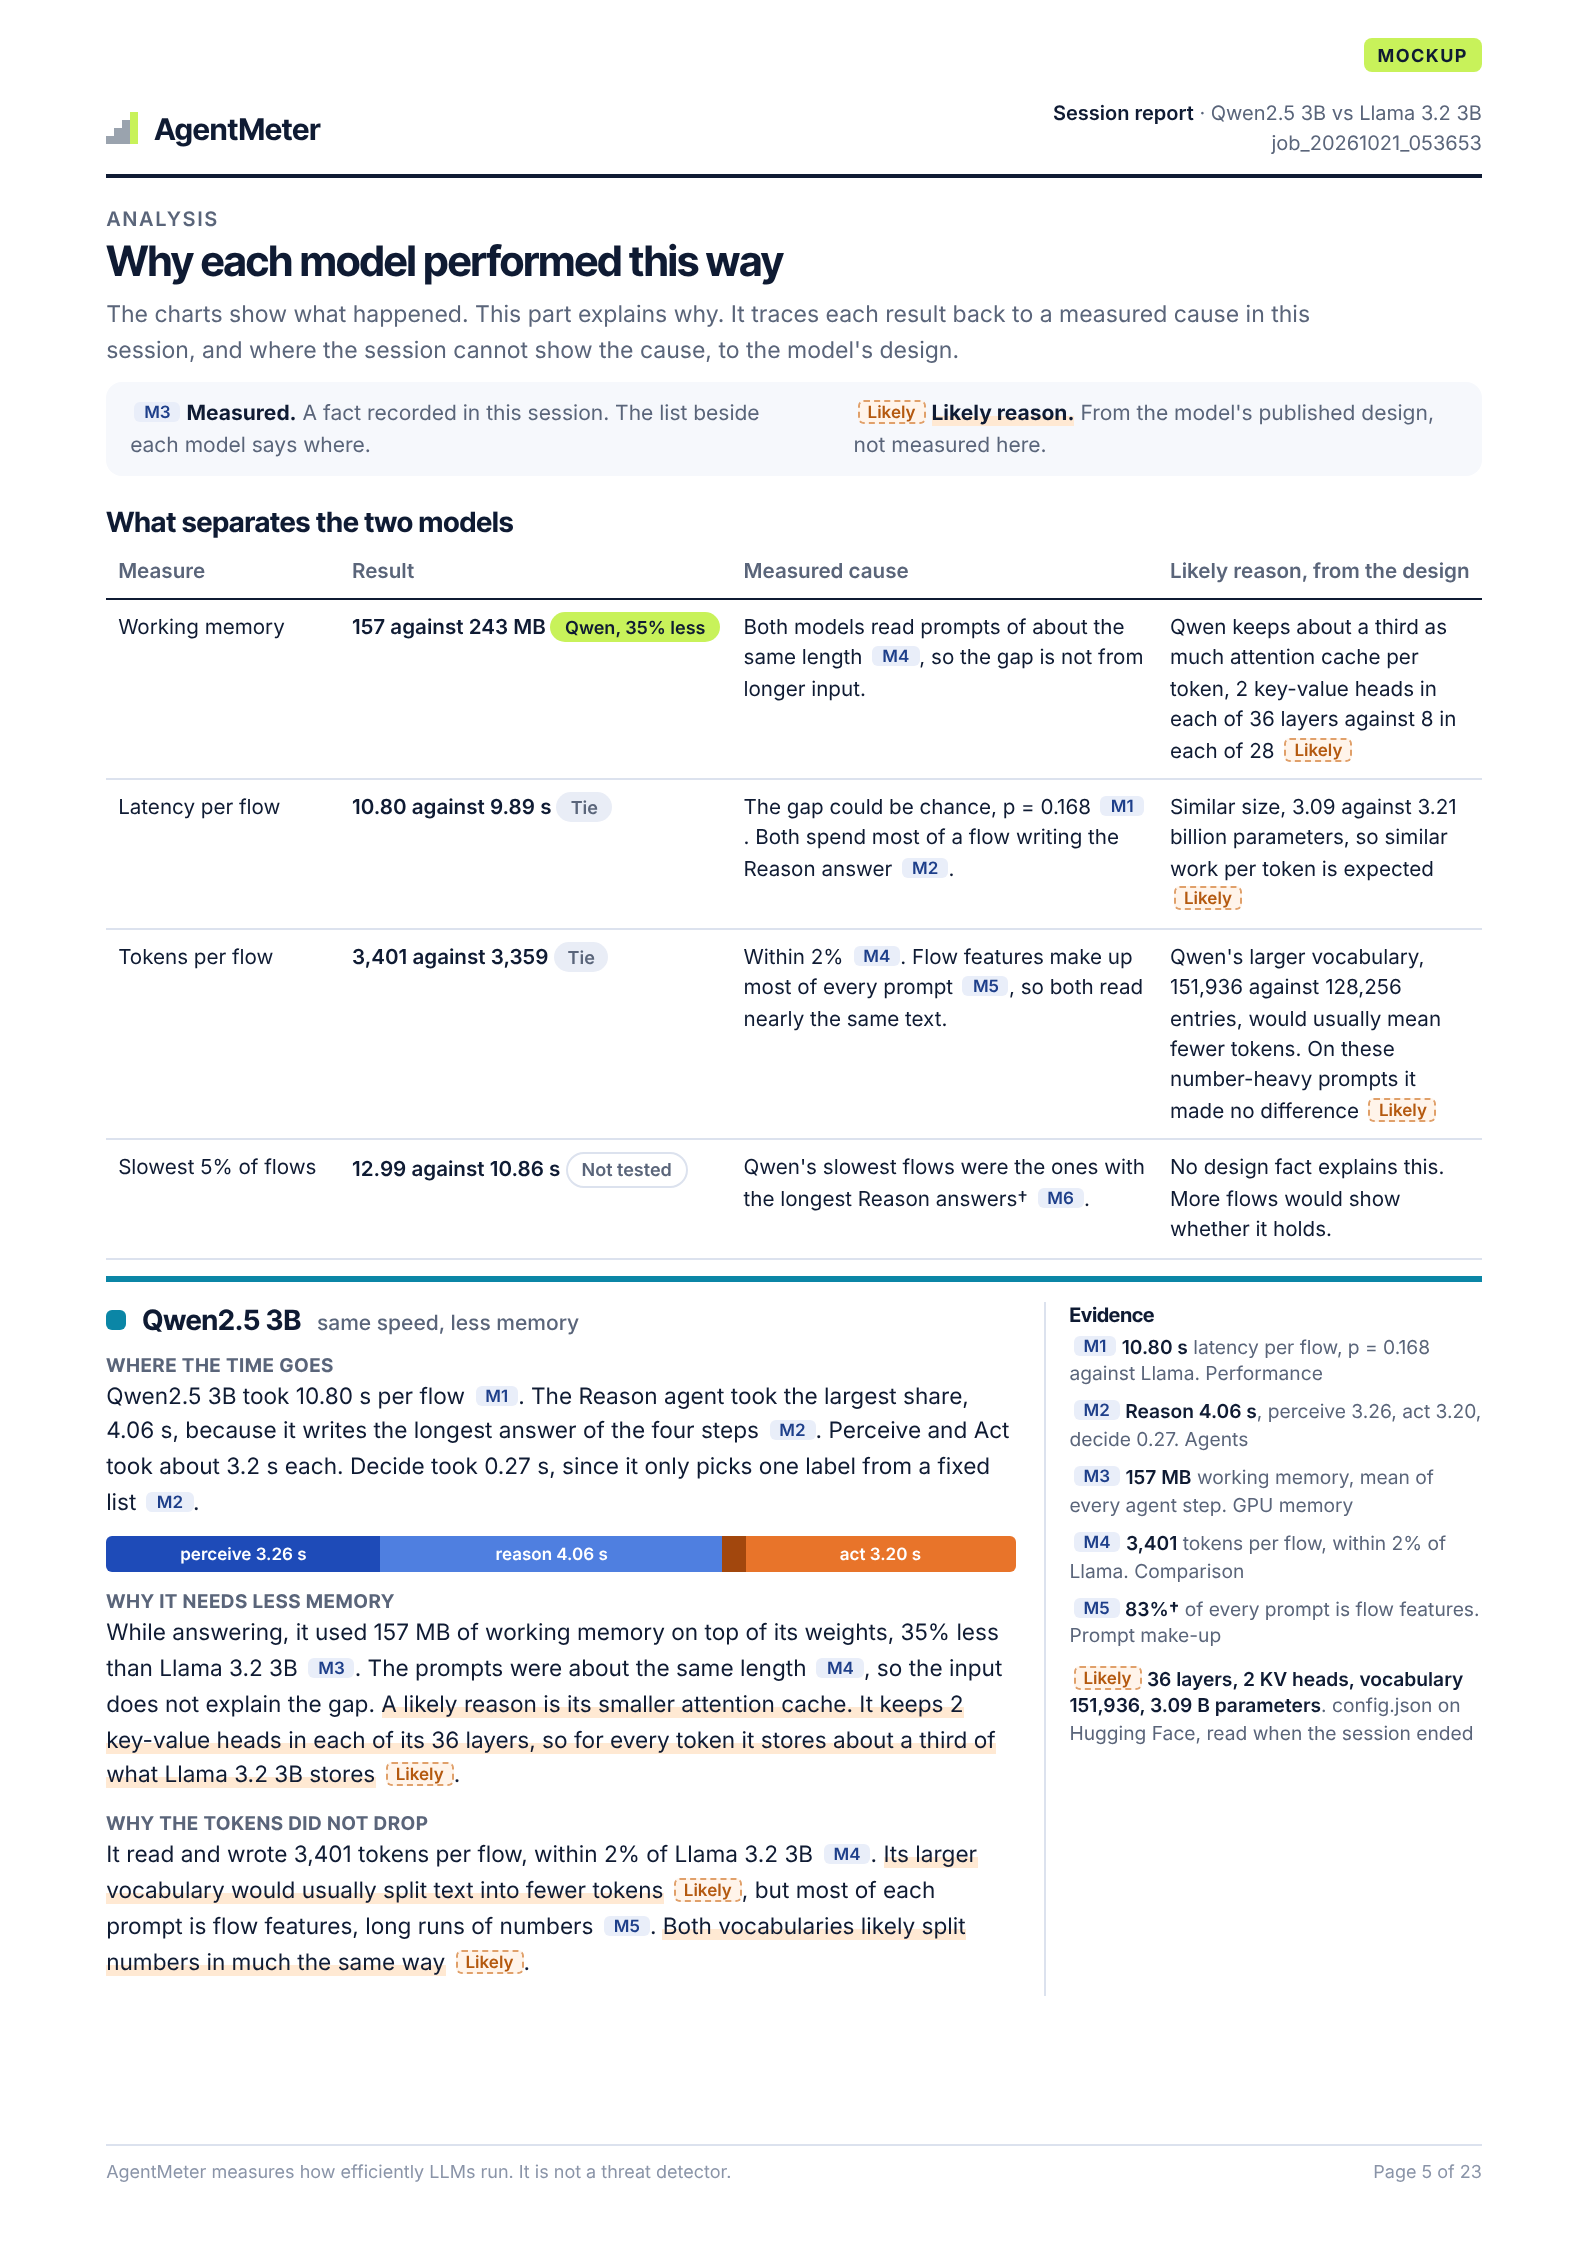 MOCKUP
AgentMeter
Session report · Qwen2.5 3B vs Llama 3.2 3B
job_20261021_053653
ANALYSIS
Why each model performed this way
The charts show what happened. This part explains why. It traces each result back to a measured cause in this
session, and where the session cannot show the cause, to the model's design.
M3 Measured. A fact recorded in this session. The list beside
each model says where.
Likely Likely reason. From the model's published design,
not measured here.
What separates the two models
Measure Result Measured cause Likely reason, from the design
Working memory
157 against 243 MB Qwen, 35% less
Both models read prompts of about the
same length M4, so the gap is not from
longer input.
Qwen keeps about a third as
much attention cache per
token, 2 key-value heads in
each of 36 layers against 8 in
each of 28 Likely
Latency per flow
10.80 against 9.89 s Tie
The gap could be chance, p = 0.168 M1
. Both spend most of a flow writing the
Reason answer M2.
Similar size, 3.09 against 3.21
billion parameters, so similar
work per token is expected
Likely
Tokens per flow
3,401 against 3,359 Tie
Within 2% M4. Flow features make up
most of every prompt M5, so both read
nearly the same text.
Qwen's larger vocabulary,
151,936 against 128,256
entries, would usually mean
fewer tokens. On these
number-heavy prompts it
made no difference Likely
Slowest 5% of flows
12.99 against 10.86 s Not tested
Qwen's slowest flows were the ones with
the longest Reason answers† M6.
No design fact explains this.
More flows would show
whether it holds.
Qwen2.5 3B same speed, less memory
WHERE THE TIME GOES
Qwen2.5 3B took 10.80 s per flow M1. The Reason agent took the largest share,
4.06 s, because it writes the longest answer of the four steps M2. Perceive and Act
took about 3.2 s each. Decide took 0.27 s, since it only picks one label from a fixed
list M2.
perceive 3.26 s reason 4.06 s act 3.20 s
WHY IT NEEDS LESS MEMORY
While answering, it used 157 MB of working memory on top of its weights, 35% less
than Llama 3.2 3B M3. The prompts were about the same length M4, so the input
does not explain the gap. A likely reason is its smaller attention cache. It keeps 2
key-value heads in each of its 36 layers, so for every token it stores about a third of
what Llama 3.2 3B stores Likely.
WHY THE TOKENS DID NOT DROP
It read and wrote 3,401 tokens per flow, within 2% of Llama 3.2 3B M4. Its larger
vocabulary would usually split text into fewer tokens Likely, but most of each
prompt is flow features, long runs of numbers M5. Both vocabularies likely split
numbers in much the same way Likely.
Evidence
M1 10.80 s latency per flow, p = 0.168
against Llama. Performance
M2 Reason 4.06 s, perceive 3.26, act 3.20,
decide 0.27. Agents
M3 157 MB working memory, mean of
every agent step. GPU memory
M4 3,401 tokens per flow, within 2% of
Llama. Comparison
M5 83%† of every prompt is flow features.
Prompt make-up
Likely 36 layers, 2 KV heads, vocabulary
151,936, 3.09 B parameters. config.json on
Hugging Face, read when the session ended
AgentMeter measures how efficiently LLMs run. It is not a threat detector.
Page 5 of 23